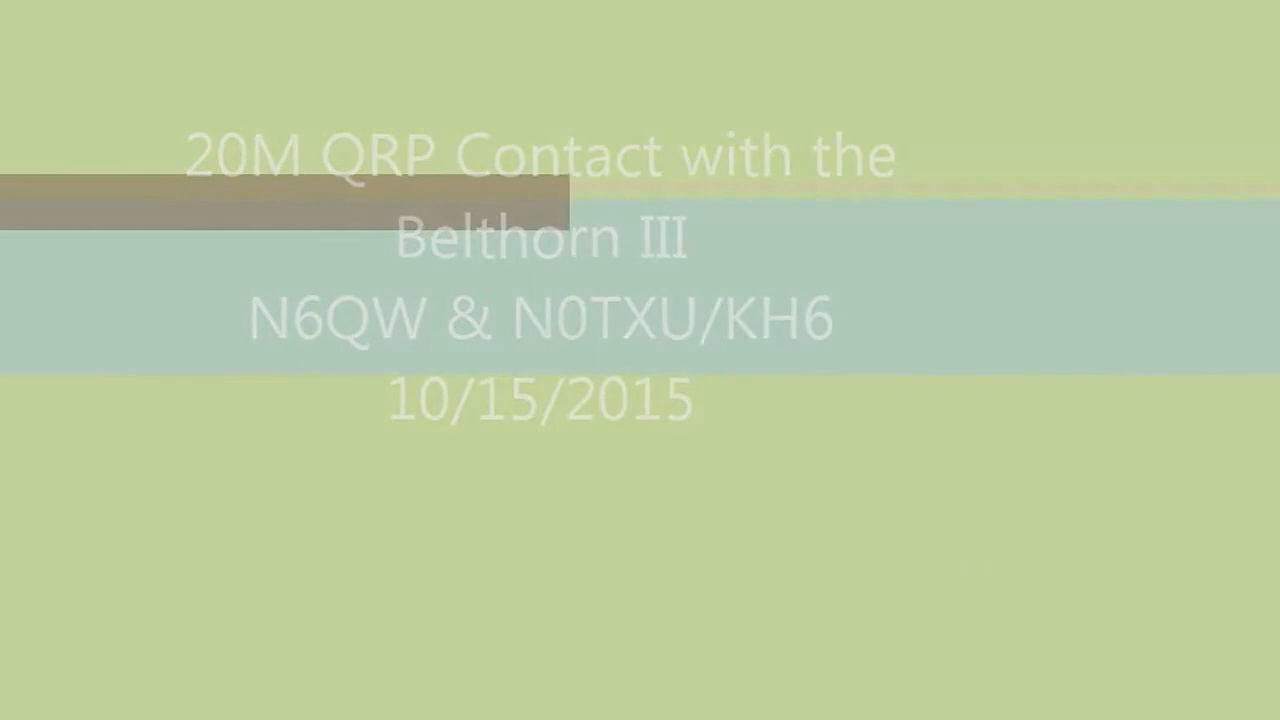 20M QRP Contact with the
Belthorn III
N6QW & N0TXU/KH6
10/15/2015